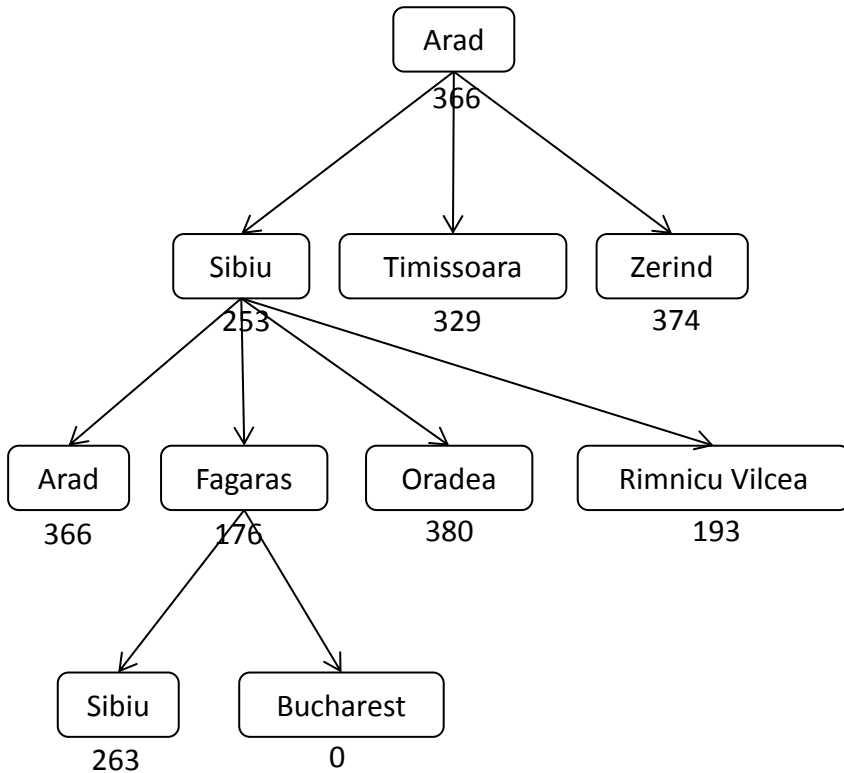 Arad
366
Sibiu Timissoara Zerind
253 329 374
Arad Fagaras Oradea Rimnicu Vilcea
366 176 380 193
Sibiu Bucharest
263 0